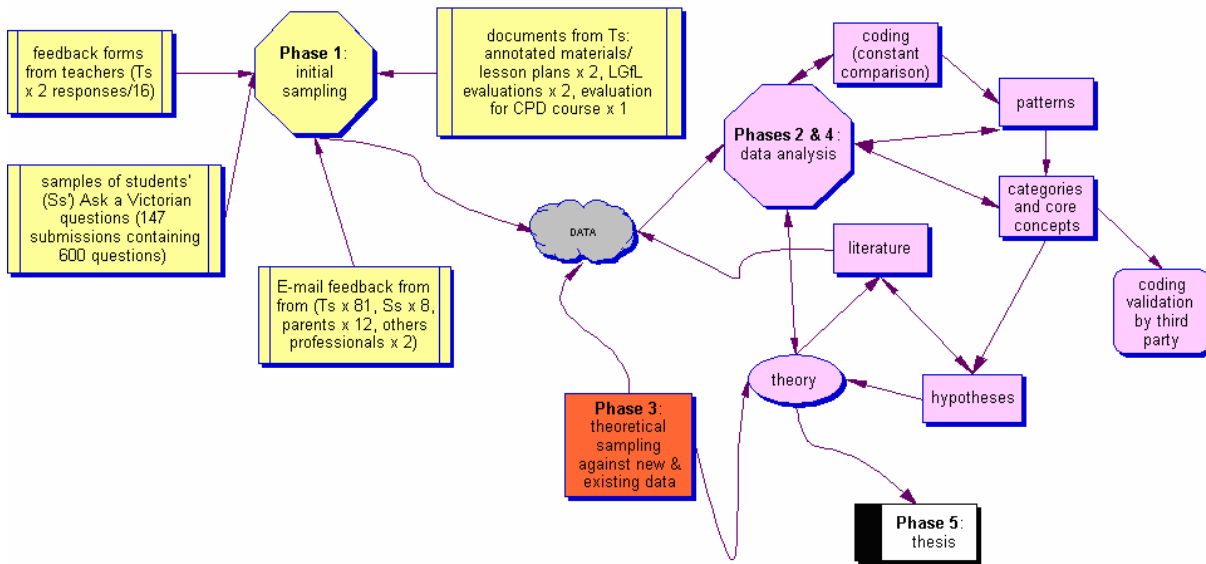 feedback forms
from teachers (Ts
x 2 responses/16)
Phase 1:
initial
sampling
documents from Ts:
annotated materials/
lesson plans x 2, LGfL
evaluations x 2, evaluation
for CPD course x 1
samples of students'
(Ss') Ask a Victorian
questions (147
submissions containing
600 questions)
E-mail feedback from
from (Ts x 81, Ss x 8,
parents x 12, others
professionals x 2)
DATA
Phase 3:
theoretical
sampling
against new &
existing data
Phases 2 & 4:
data analysis
coding
(constant
comparison)
patterns
categories
and core
concepts
coding
validation
by third
party
literature
hypotheses
theory
Phase 5:
thesis